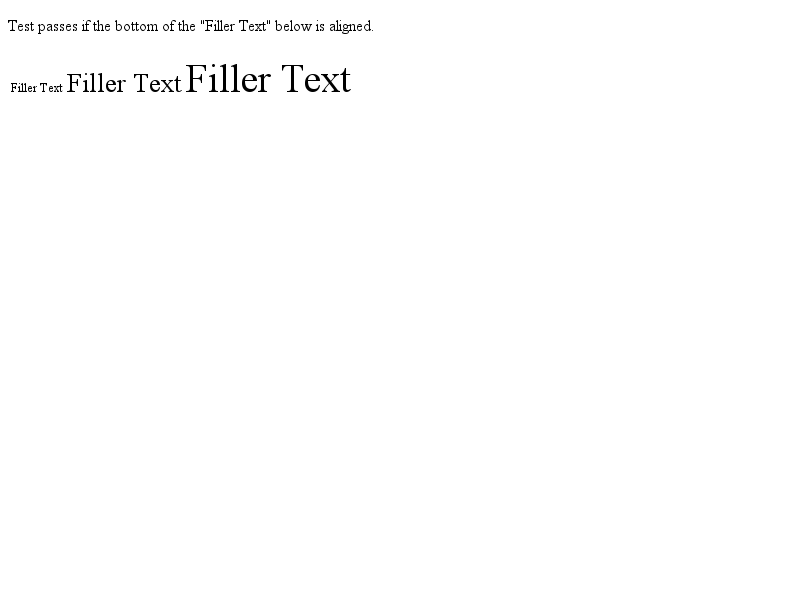 Test passes if the bottom of the "Filler Text" below is aligned.
Filler Text Filler Text Filler Text